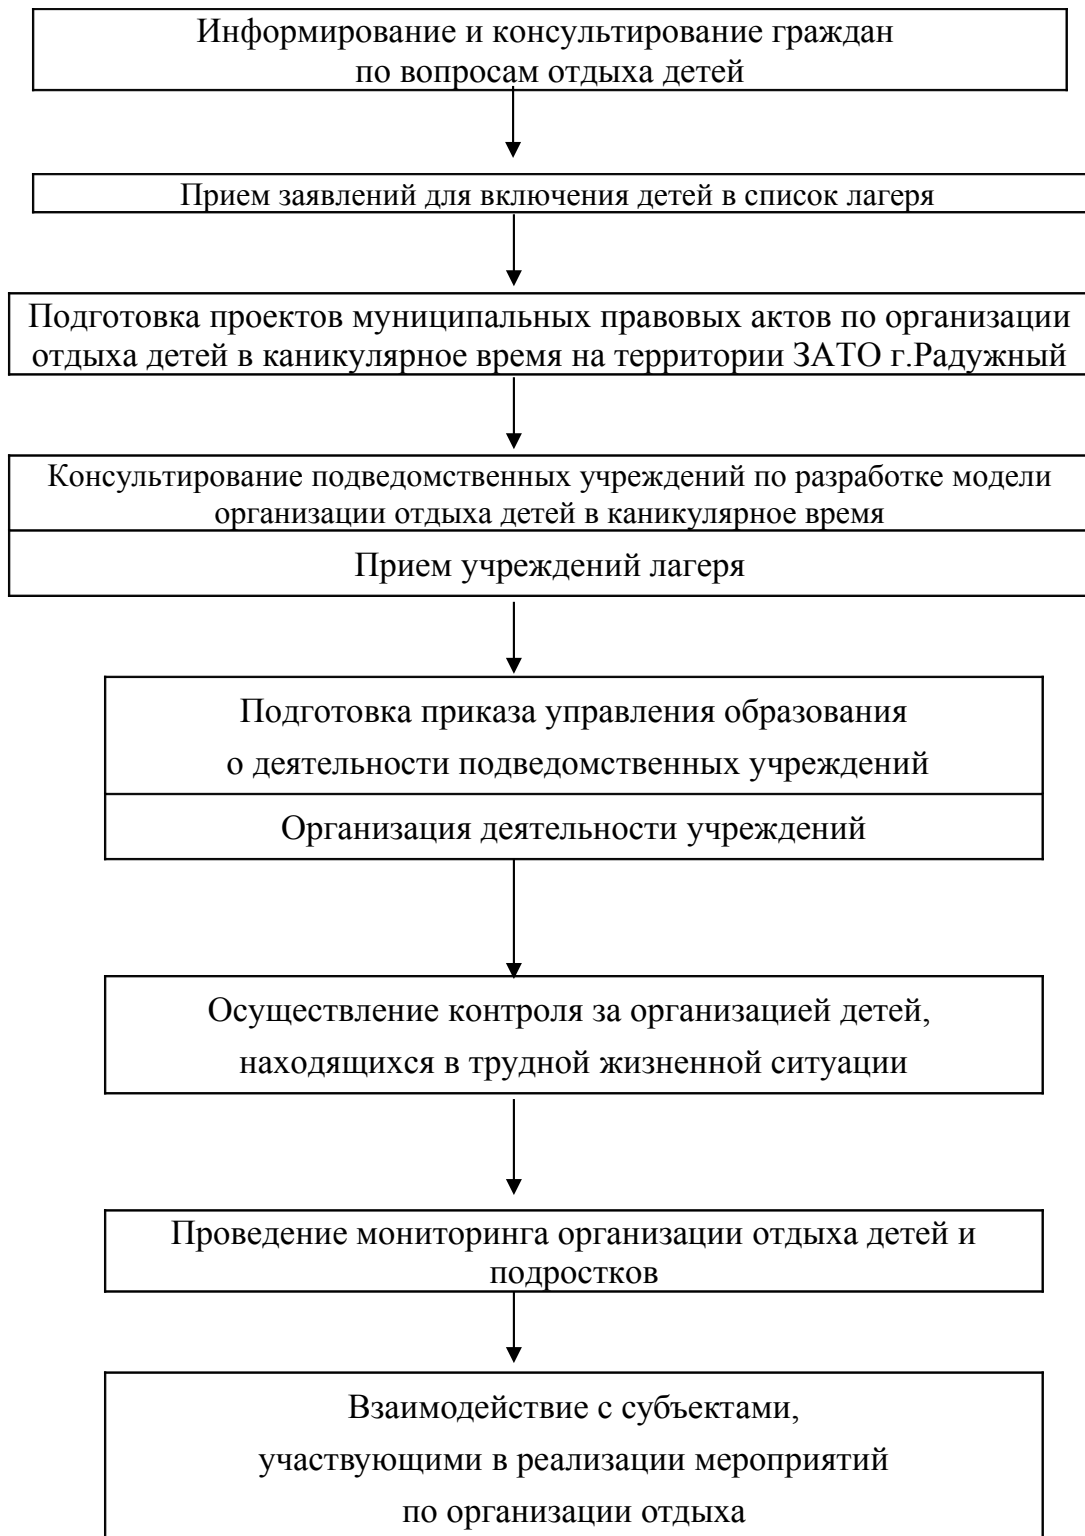 Информирование и консультирование граждан
по вопросам отдыха детей
Прием заявлений для включения детей в список лагеря
Подготовка проектов муниципальных правовых актов по организации
отдыха детей в каникулярное время на территории ЗАТО г.Радужный
Консультирование подведомственных учреждений по разработке модели
организации отдыха детей в каникулярное время
Прием учреждений лагеря
Подготовка приказа управления образования
о деятельности подведомственных учреждений
Организация деятельности учреждений
Осуществление контроля за организацией детей,
находящихся в трудной жизненной ситуации
Проведение мониторинга организации отдыха детей и
подростков
Взаимодействие с субъектами,
участвующими в реализации мероприятий
по организации отдыха